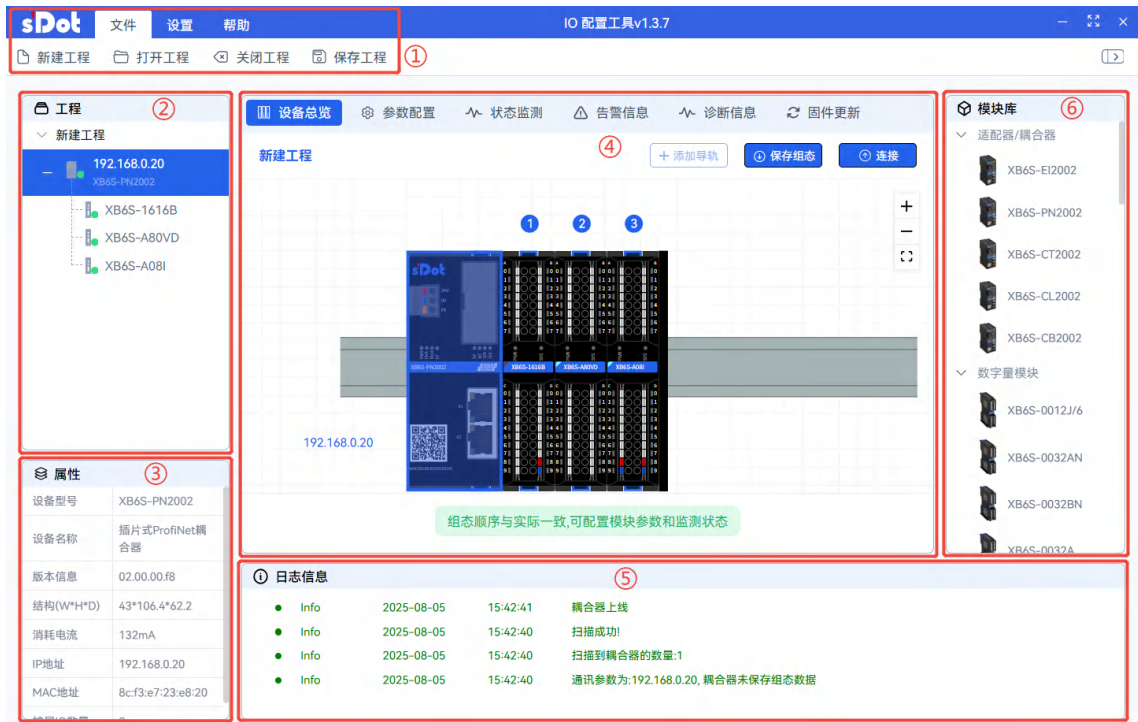 sDot 文件 设置 帮助 IO 配置工具v1.3.7
新建工程 打开工程 关闭工程 保存工程 ①
工程 ②
新建工程
192.168.0.20
XB6S-PN2002
XB6S-1616B
XB6S-A80VD
XB6S-A08I
属性 ③
设备型号 XB6S-PN2002
设备名称 插片式ProfiNet耦
合器
版本信息 02.00.00.f8
结构(W*H*D) 43*106.4*62.2
消耗电流 132mA
IP地址 192.168.0.20
MAC地址 8c:f3:e7:23:e8:20
设备总览 参数配置 状态监测 告警信息 诊断信息 固件更新
新建工程 ④ 添加导轨 保存组态 连接
1 2 3
sDot
XB6S-PN2002 XB6S-1616B XB6S-A80VD XB6S-A08I
192.168.0.20
组态顺序与实际一致,可配置模块参数和监测状态
日志信息 ⑤
Info 2025-08-05 15:42:41 耦合器上线
Info 2025-08-05 15:42:40 扫描成功!
Info 2025-08-05 15:42:40 扫描到耦合器的数量:1
Info 2025-08-05 15:42:40 通讯参数为:192.168.0.20, 耦合器未保存组态数据
模块库 ⑥
适配器/耦合器
XB6S-EI2002
XB6S-PN2002
XB6S-CT2002
XB6S-CL2002
XB6S-CB2002
数字量模块
XB6S-0012J/6
XB6S-0032AN
XB6S-0032BN
XB6S-0032A